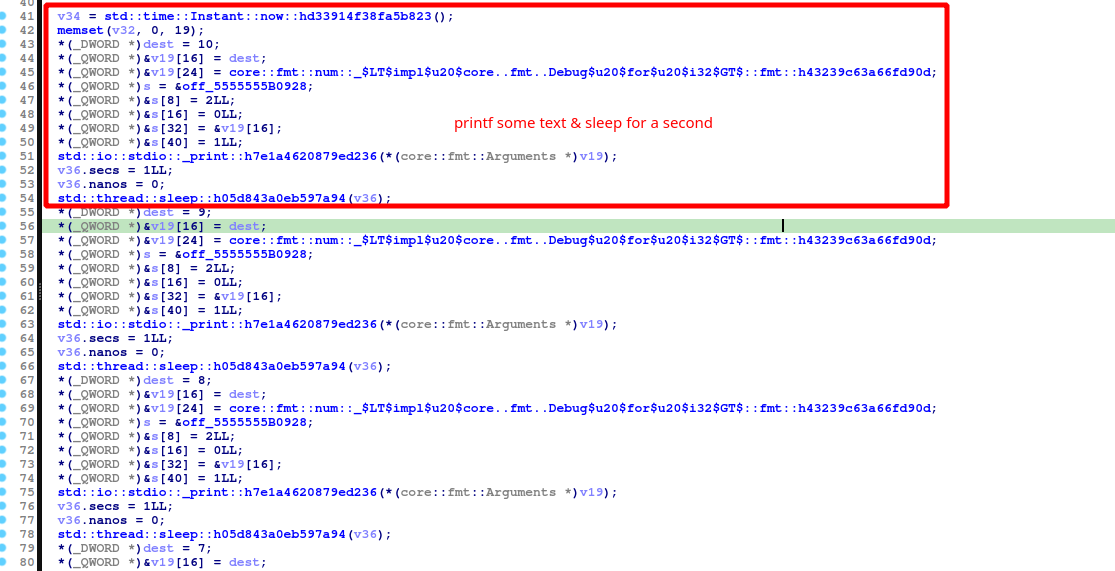 40
41 v34 = std::time::Instant::now::hd33914f38fa5b823();
42 memset(v32, 0, 19);
43 *(_DWORD *)dest = 10;
44 *(_QWORD *)&v19[16] = dest;
45 *(_QWORD *)&v19[24] = core::fmt::num::_$LT$impl$u20$core..fmt..Debug$u20$for$u20$i32$GT$::fmt::h43239c63a66fd90d;
46 *(_QWORD *)s = &off_5555555B0928;
47 *(_QWORD *)&s[8] = 2LL;
48 *(_QWORD *)&s[16] = 0LL;
printf some text & sleep for a second
49 *(_QWORD *)&s[32] = &v19[16];
50 *(_QWORD *)&s[40] = 1LL;
51 std::io::stdio::_print::h7e1a4620879ed236(*(core::fmt::Arguments *)v19);
52 v36.secs = 1LL;
53 v36.nanos = 0;
54 std::thread::sleep::h05d843a0eb597a94(v36);
55 *(_DWORD *)dest = 9;
56 *(_QWORD *)&v19[16] = dest;
57 *(_QWORD *)&v19[24] = core::fmt::num::_$LT$impl$u20$core..fmt..Debug$u20$for$u20$i32$GT$::fmt::h43239c63a66fd90d;
58 *(_QWORD *)s = &off_5555555B0928;
59 *(_QWORD *)&s[8] = 2LL;
60 *(_QWORD *)&s[16] = 0LL;
61 *(_QWORD *)&s[32] = &v19[16];
62 *(_QWORD *)&s[40] = 1LL;
63 std::io::stdio::_print::h7e1a4620879ed236(*(core::fmt::Arguments *)v19);
64 v36.secs = 1LL;
65 v36.nanos = 0;
66 std::thread::sleep::h05d843a0eb597a94(v36);
67 *(_DWORD *)dest = 8;
68 *(_QWORD *)&v19[16] = dest;
69 *(_QWORD *)&v19[24] = core::fmt::num::_$LT$impl$u20$core..fmt..Debug$u20$for$u20$i32$GT$::fmt::h43239c63a66fd90d;
70 *(_QWORD *)s = &off_5555555B0928;
71 *(_QWORD *)&s[8] = 2LL;
72 *(_QWORD *)&s[16] = 0LL;
73 *(_QWORD *)&s[32] = &v19[16];
74 *(_QWORD *)&s[40] = 1LL;
75 std::io::stdio::_print::h7e1a4620879ed236(*(core::fmt::Arguments *)v19);
76 v36.secs = 1LL;
77 v36.nanos = 0;
78 std::thread::sleep::h05d843a0eb597a94(v36);
79 *(_DWORD *)dest = 7;
80 *(_QWORD *)&v19[16] = dest;